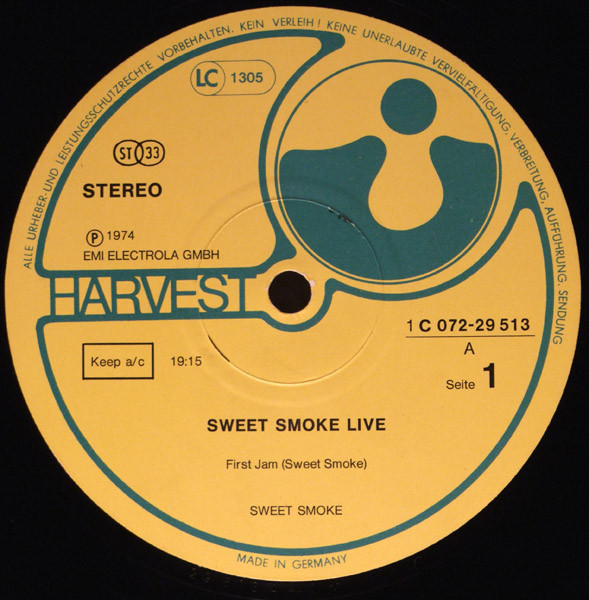 ALLE URHEBER- UND LEISTUNGSSCHUTZRECHTE VORBEHALTEN. KEIN VERLEIH! KEINE UNERLAUBTE VERVIELFÄLTIGUNG, VERBREITUNG, AUFFÜHRUNG, SENDUNG
LC 1305
ST 33
STEREO
P 1974
EMI ELECTROLA GMBH
HARVEST
1 C 072-29 513
A
Keep a/c 19:15
Seite 1
SWEET SMOKE LIVE
First Jam (Sweet Smoke)
SWEET SMOKE
MADE IN GERMANY